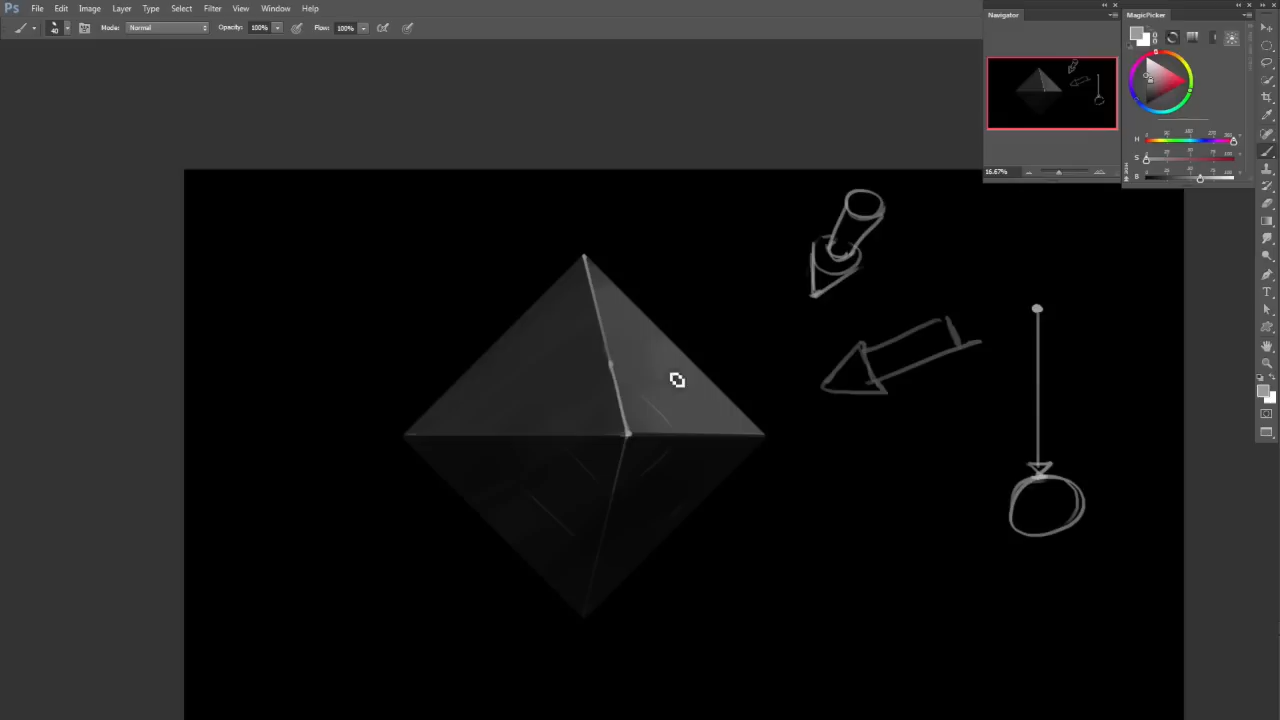 Ps File Edit Image Layer Type Select Filter View Window Help
40 Mode: Normal Opacity: 100% Flow: 100%
Navigator
16.67%
MagicPicker
H
S
B